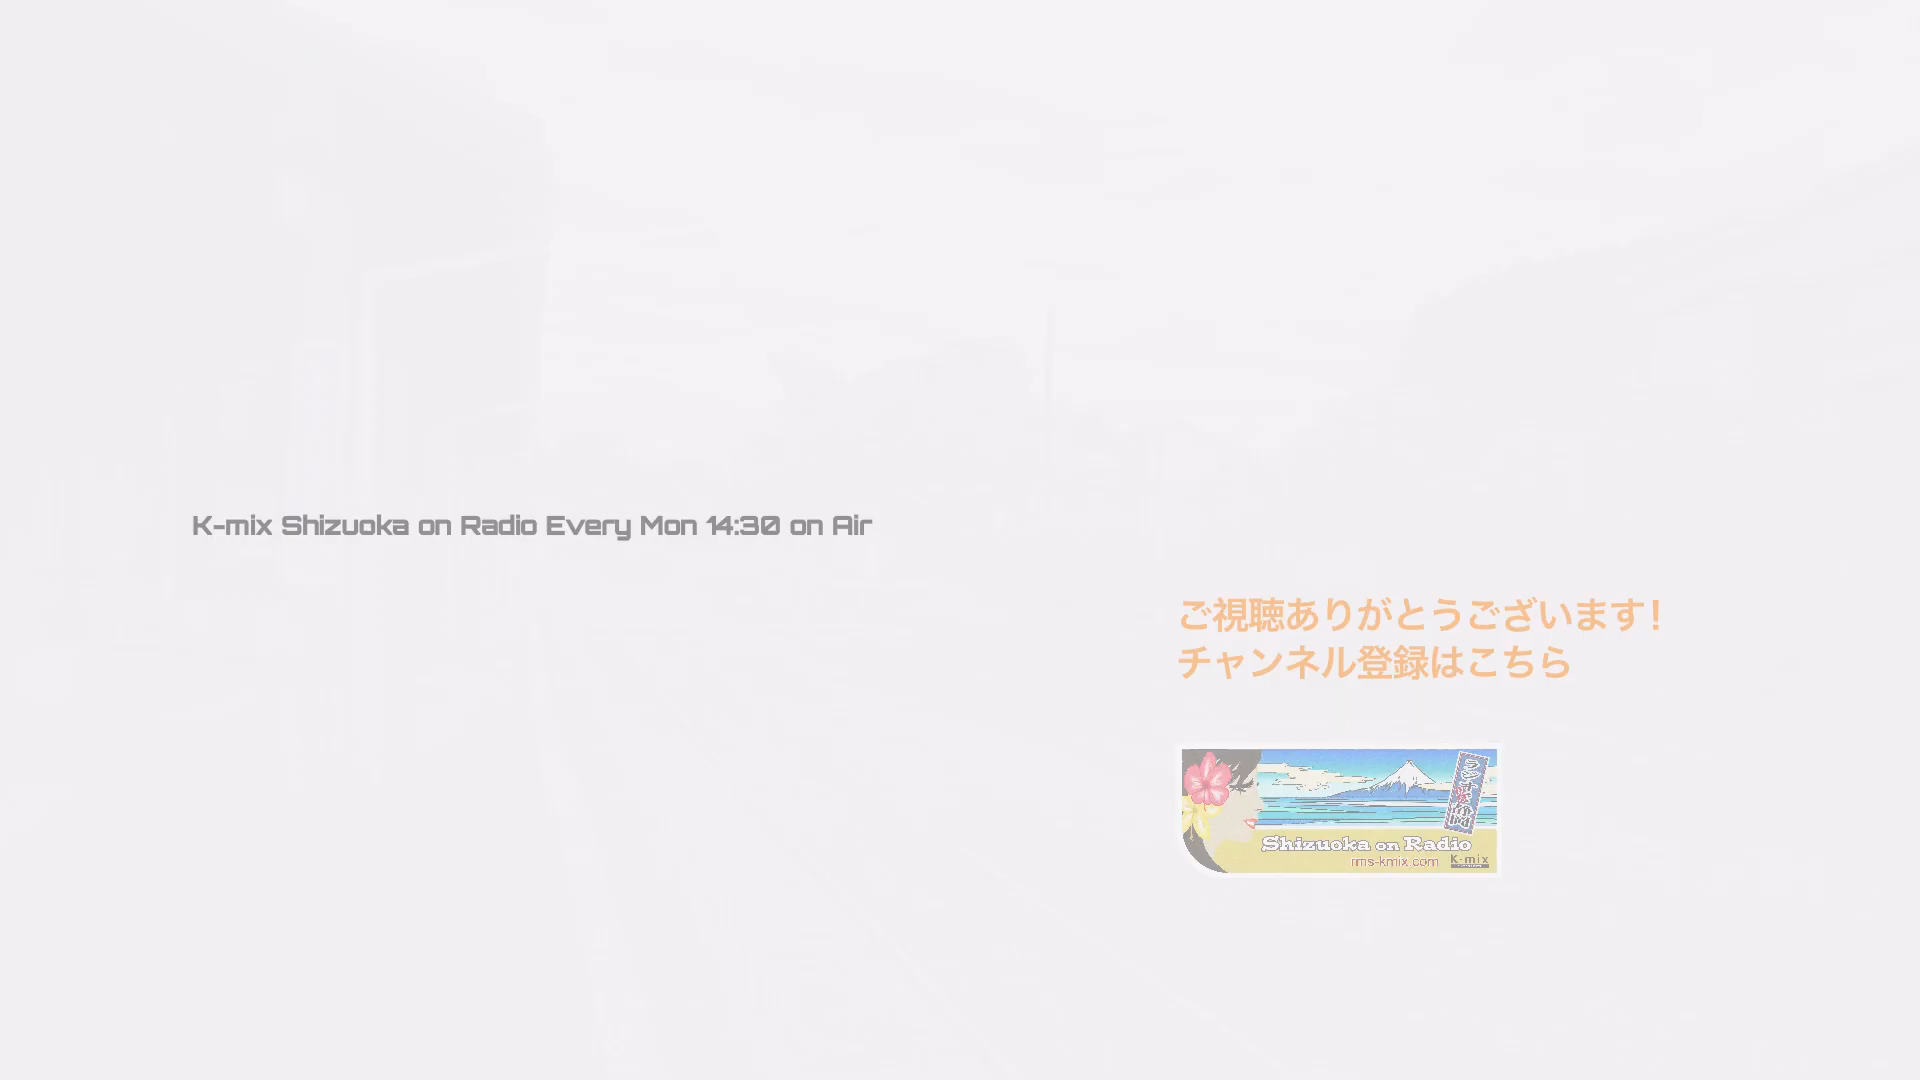 K-mix Shizuoka on Radio Every Mon 14:30 on Air
ご視聴ありがとうございます!
チャンネル登録はこちら
Shizuoka on Radio
rms-kmix.com
K-mix